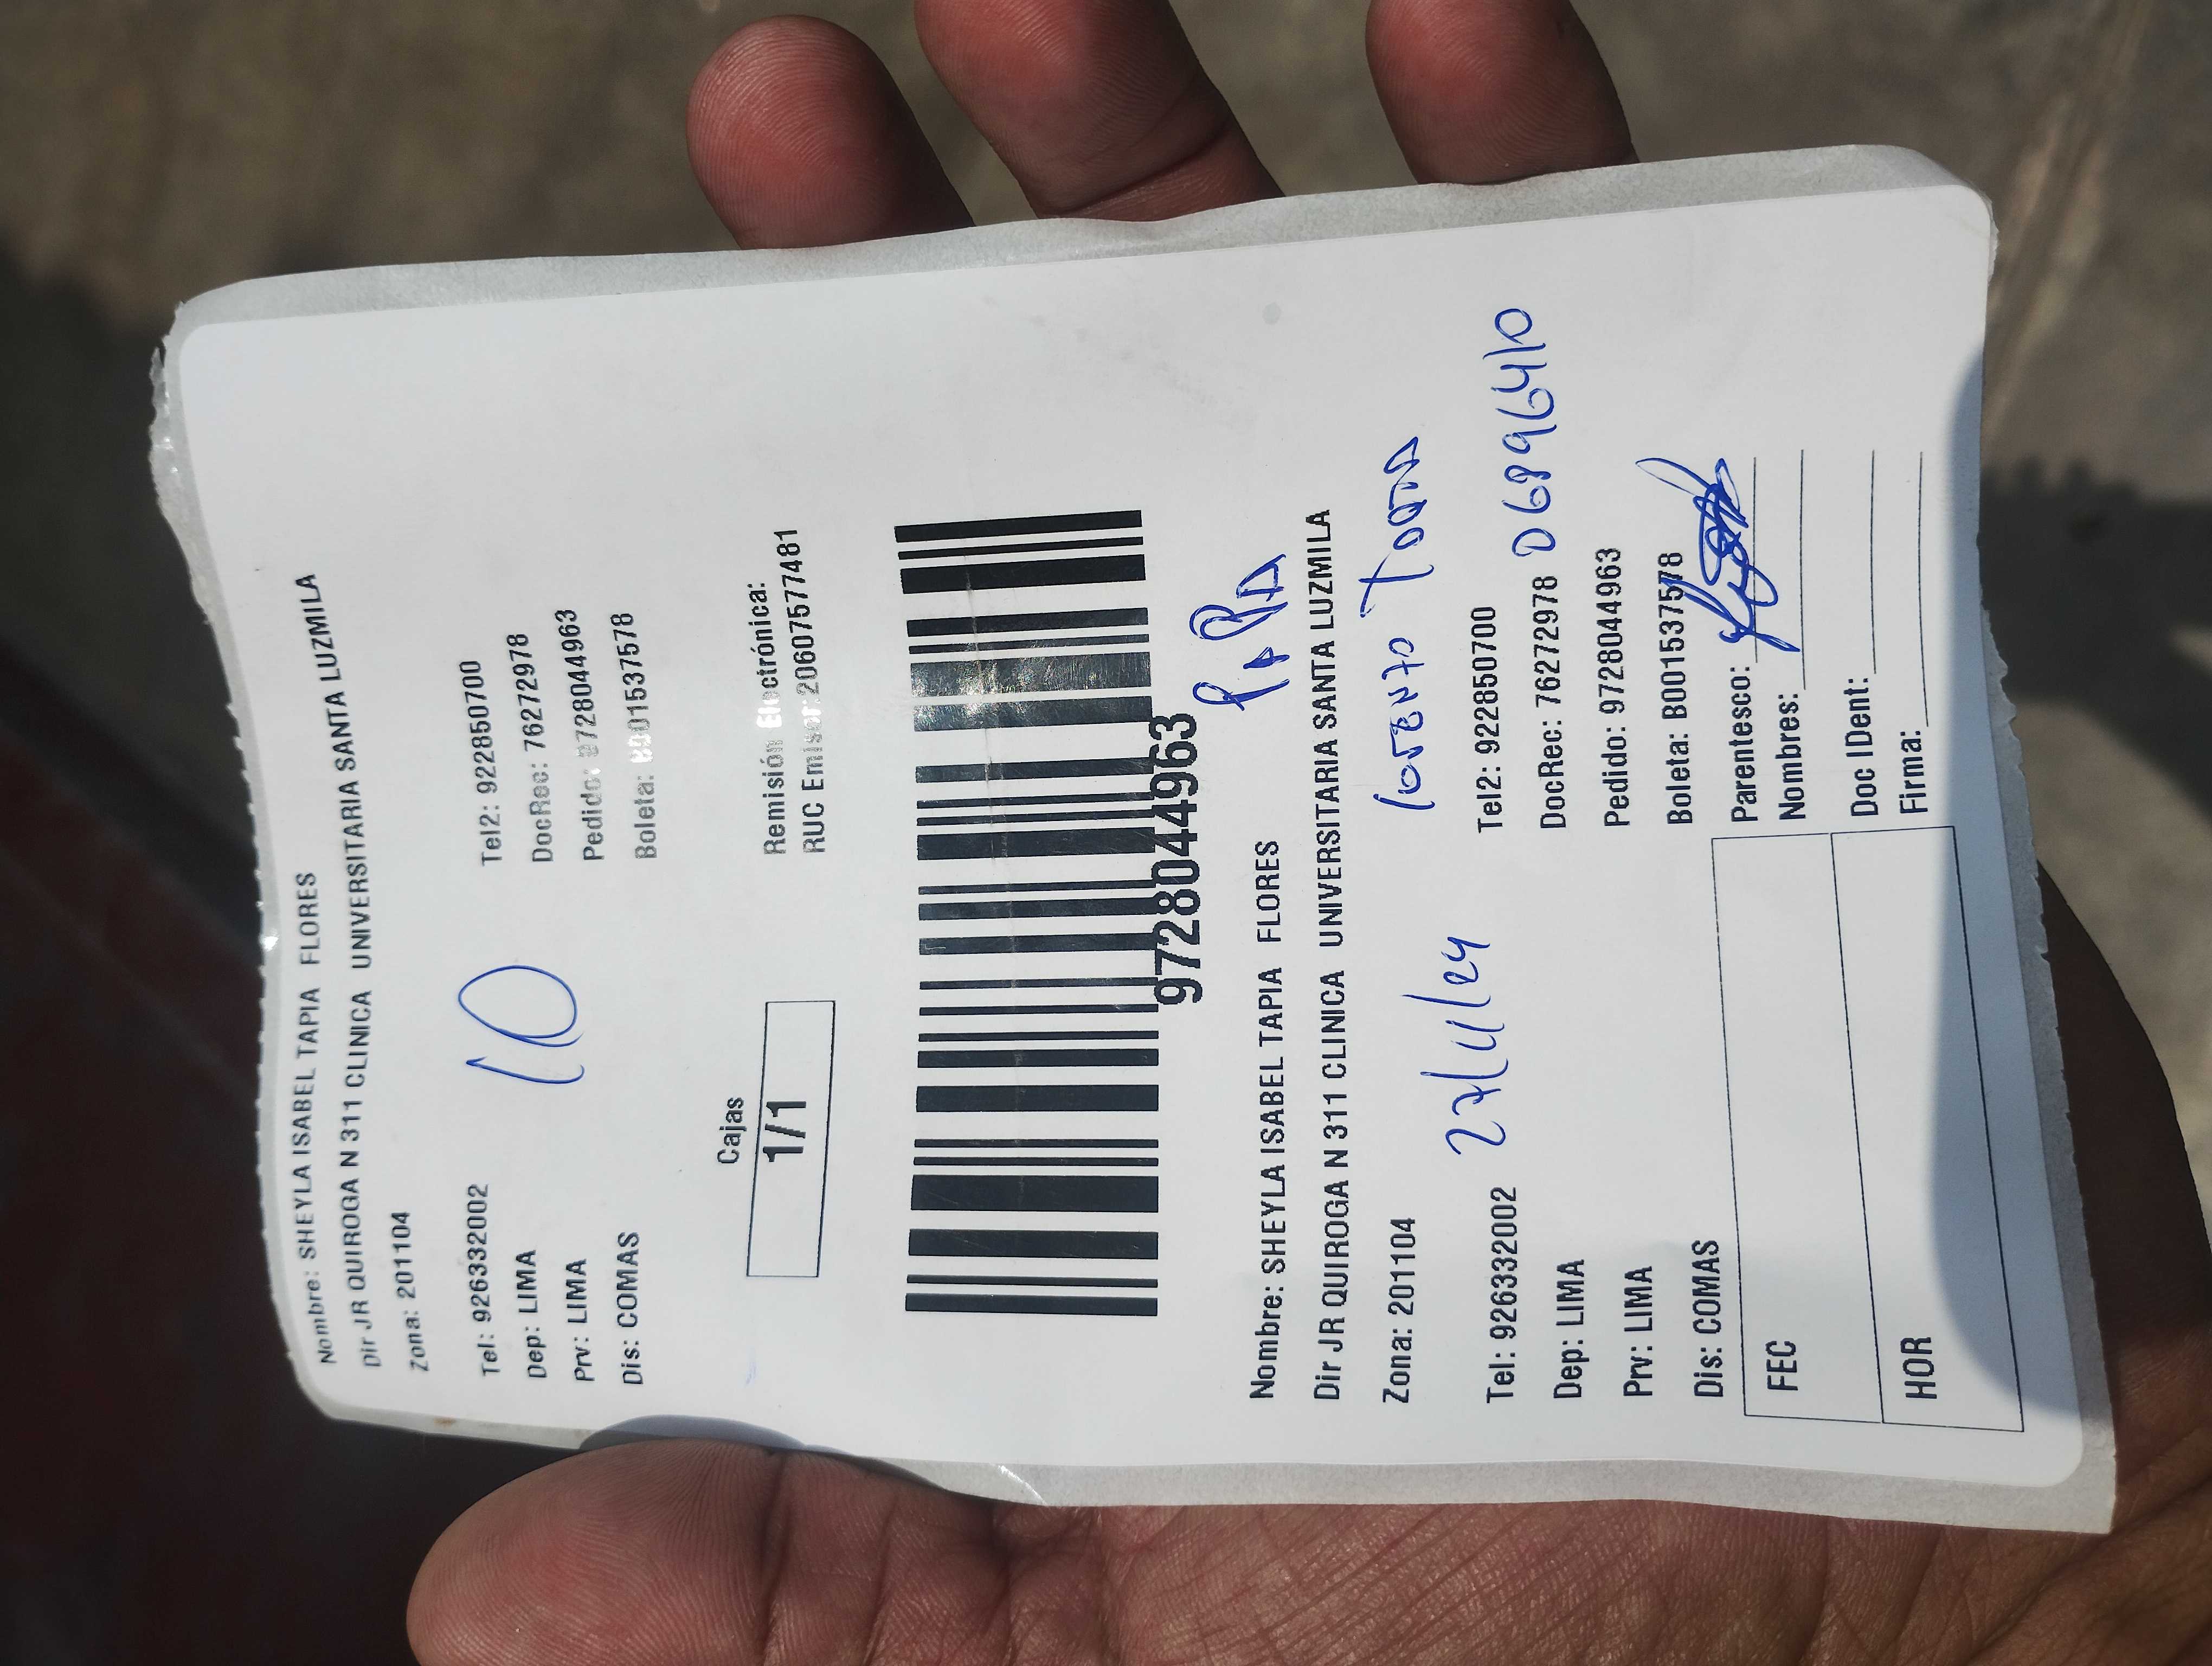 Nombre: SHEYLA ISABEL TAPIA FLORES
Dir JR QUIROGA N 311 CLINICA UNIVERSITARIA SANTA LUZMILA
Zona: 201104
Tel: 926332002 Tel2: 922850700
Dep: LIMA 10 DocRec: 76272978
Prv: LIMA Pedido: 9728044963
Dis: COMAS Boleta: B001537578
Cajas
1/1
Remisión Electrónica:
RUC Emisor:20607577481
9728044963
PAPA
Nombre: SHEYLA ISABEL TAPIA FLORES
Dir JR QUIROGA N 311 CLINICA UNIVERSITARIA SANTA LUZMILA
Zona: 201104
27/11/24
Tel: 926332002 Tel2: 922850700
Dep: LIMA DocRec: 76272978
Prv: LIMA Pedido: 9728044963
Dis: COMAS Boleta: B001537578
FEC
HOR
Parentesco:
Nombres:
Doc IDent:
Firma: